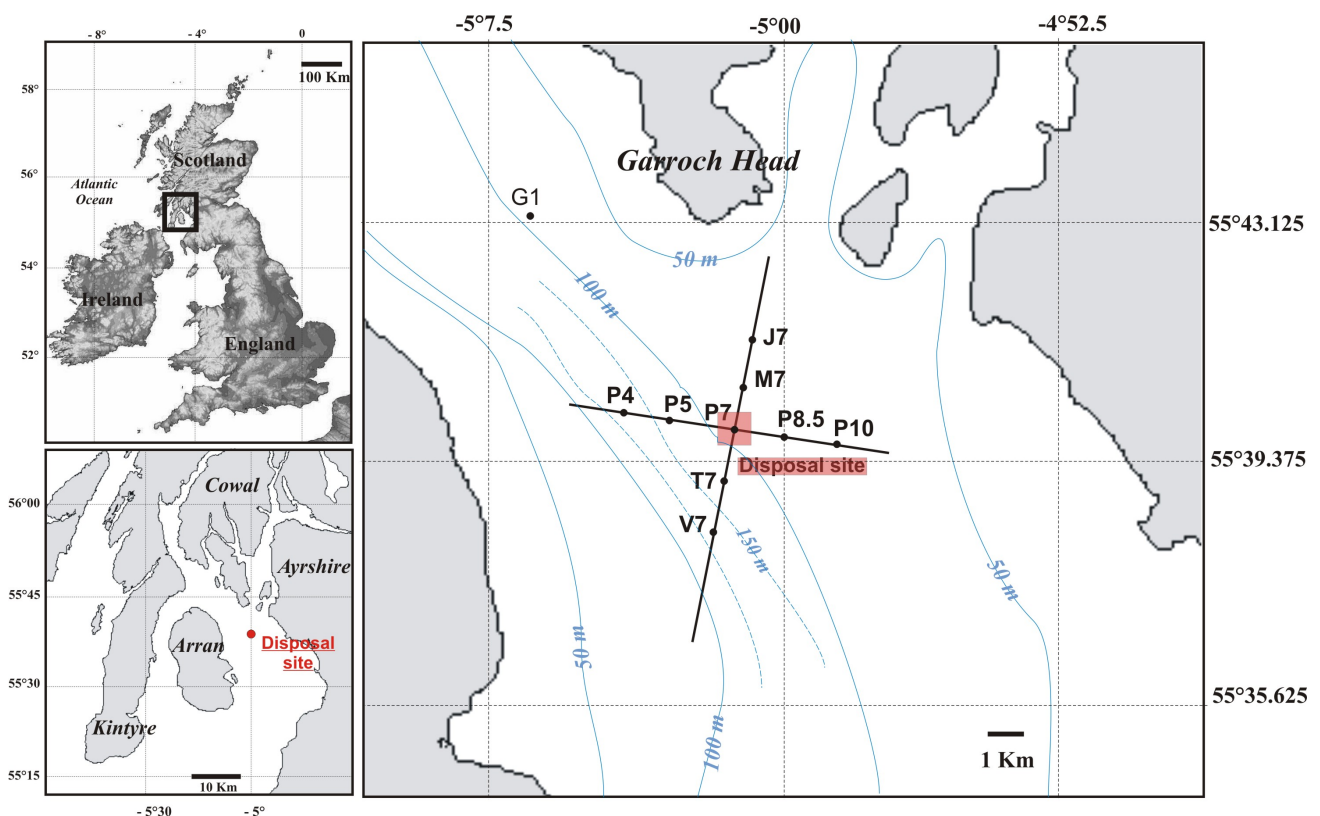 - 8°
- 4°
0
100 Km
58°
Scotland
56°
Atlantic
Ocean
54°
Ireland
England
52°
Cowal
56°00
Ayrshire
55°45
Arran
Disposal
site
55°30
Kintyre
55°15
10 Km
- 5°30
- 5°
-5°7.5
-5°00
-4°52.5
Garroch Head
G1
55°43.125
50 m
100 m
J7
M7
P4
P5
P7
P8.5
P10
55°39.375
Disposal site
T7
V7
150 m
50 m
50 m
55°35.625
100 m
1 Km